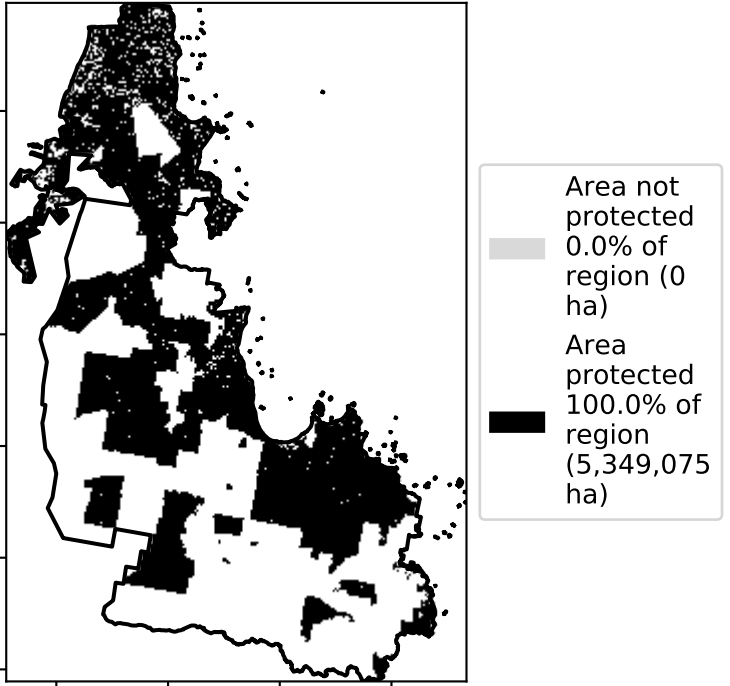 Area not
protected
0.0% of
region (0
ha)
Area
protected
100.0% of
region
(5,349,075
ha)